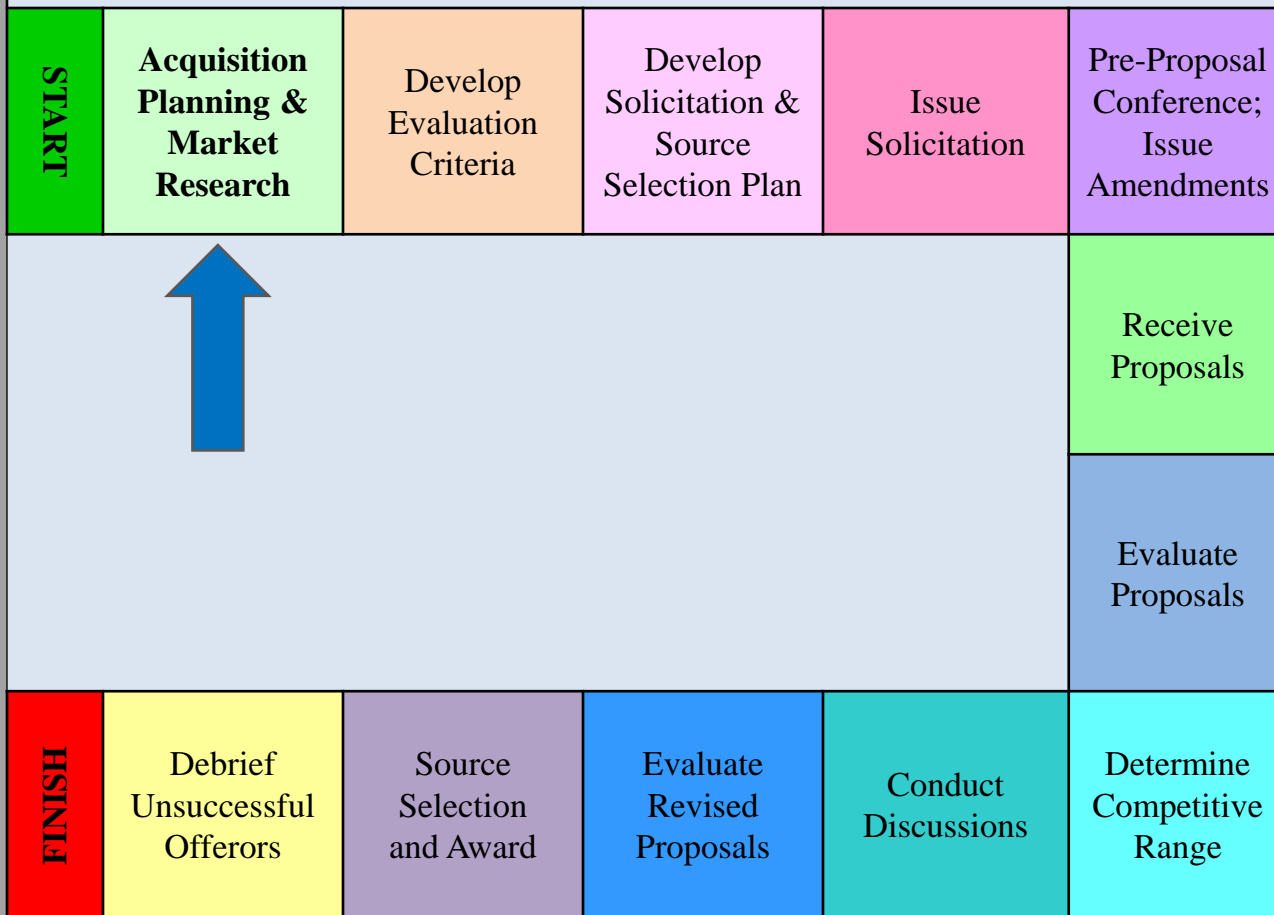 START
Acquisition
Planning &
Market
Research
Develop
Evaluation
Criteria
Develop
Solicitation &
Source
Selection Plan
Issue
Solicitation
Pre-Proposal
Conference;
Issue
Amendments
Receive
Proposals
Evaluate
Proposals
FINISH
Debrief
Unsuccessful
Offerors
Source
Selection
and Award
Evaluate
Revised
Proposals
Conduct
Discussions
Determine
Competitive
Range